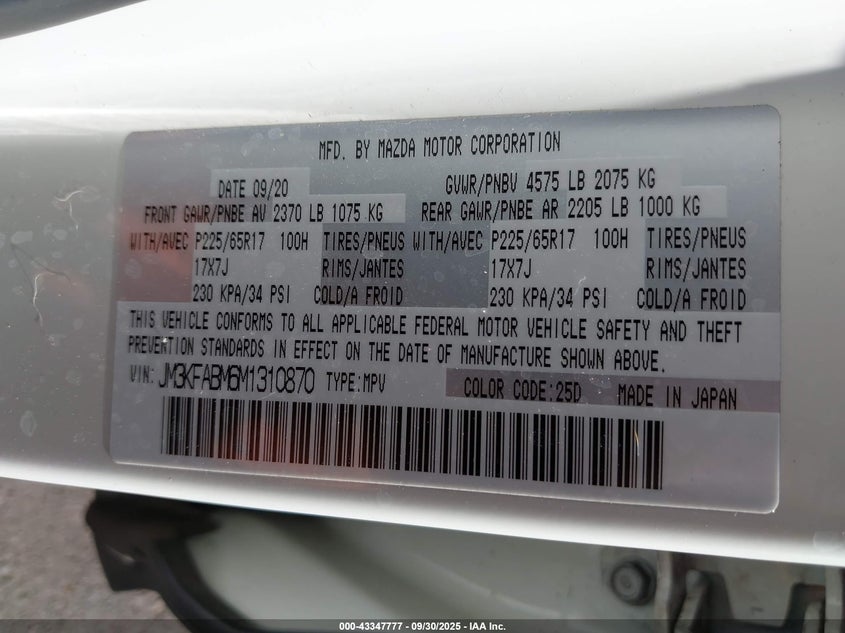 MFD. BY MAZDA MOTOR CORPORATION
DATE 09/20 GVWR/PNBV 4575 LB 2075 KG
FRONT GAWR/PNBE AV 2370 LB 1075 KG REAR GAWR/PNBE AR 2205 LB 1000 KG
WITH/AVEC P225/65R17 100H TIRES/PNEUS WITH/AVEC P225/65R17 100H TIRES/PNEUS
17X7J RIMS/JANTES 17X7J RIMS/JANTES
230 KPA/34 PSI COLD/A FROID 230 KPA/34 PSI COLD/A FROID
THIS VEHICLE CONFORMS TO ALL APPLICABLE FEDERAL MOTOR VEHICLE SAFETY AND THEFT
PREVENTION STANDARDS IN EFFECT ON THE DATE OF MANUFACTURE SHOWN ABOVE.
VIN: JM3KFABM6M1310870 TYPE:MPV COLOR CODE:25D MADE IN JAPAN
000-43347777 - 09/30/2025 - IAA Inc.